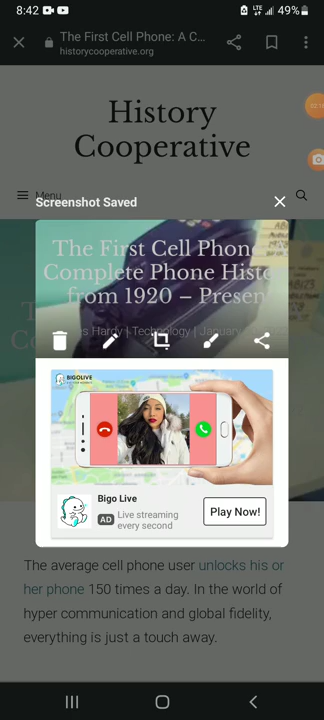 8:42
LTE
49%
The First Cell Phone: A C...
historycooperative.org
History
Cooperative
Menu
Screenshot Saved
The First Cell Phon
Complete Phone Histo
from 1920 – Presen
s Hardy | Technology | January
BIGOLIVE
Bigo Live
AD Live streaming
every second
Play Now!
The average cell phone user unlocks his or
her phone 150 times a day. In the world of
hyper communication and global fidelity,
everything is just a touch away.